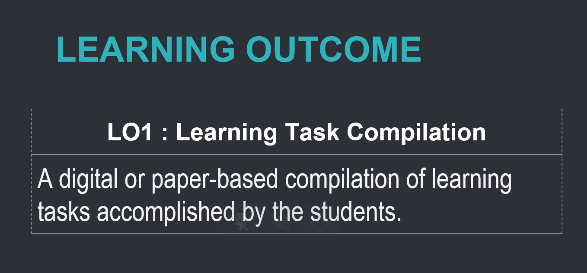 LEARNING OUTCOME
LO1 : Learning Task Compilation
A digital or paper-based compilation of learning
tasks accomplished by the students.